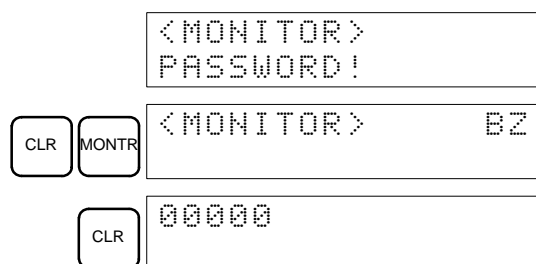 <MONITOR>
PASSWORD!
CLR MONTR <MONITOR> BZ
CLR 00000